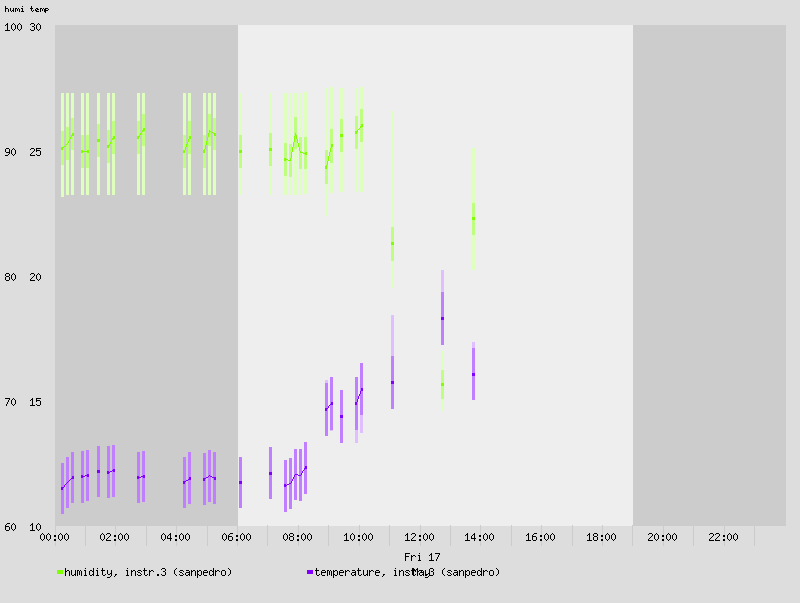 humi temp
100 30
90 25
80 20
70 15
60 10
00:00 02:00 04:00 06:00 08:00 10:00 12:00 14:00 16:00 18:00 20:00 22:00
Fri 17
humidity, instr.3 (sanpedro) temperature, instr.3 (sanpedro)
May